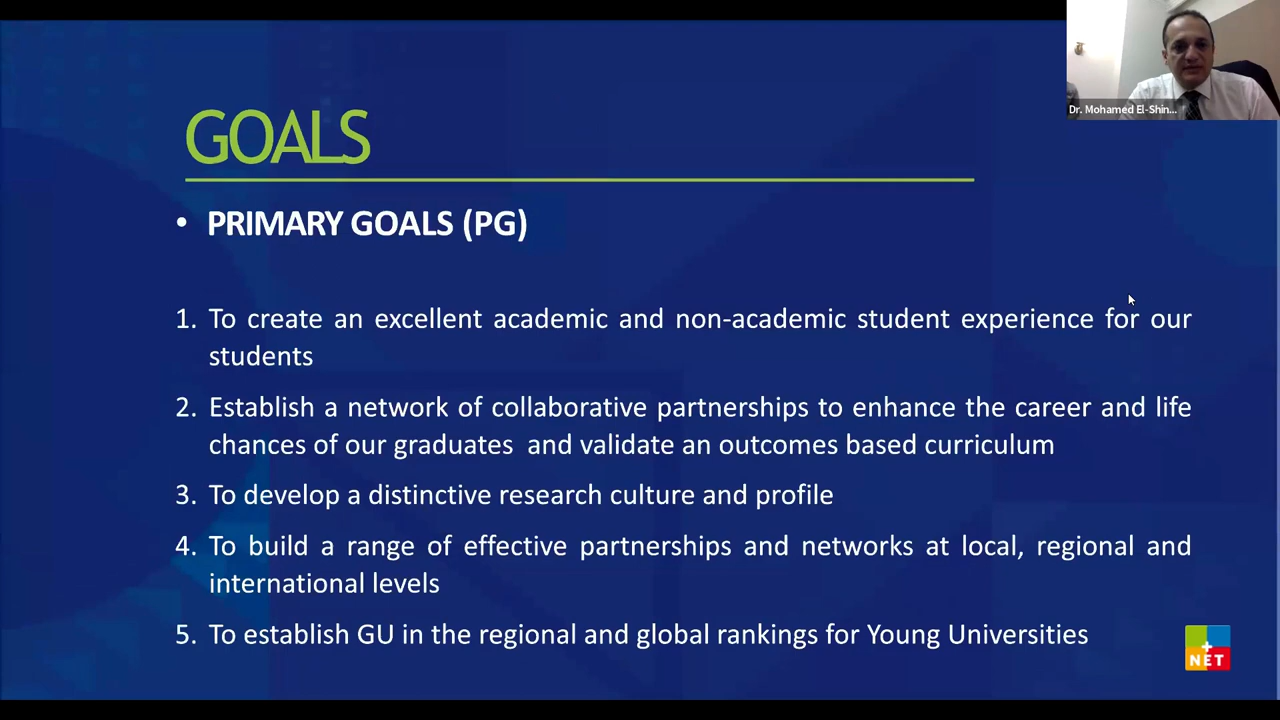 Dr. Mohamed El-Shin...
GOALS
• PRIMARY GOALS (PG)
1. To create an excellent academic and non-academic student experience for our
students
2. Establish a network of collaborative partnerships to enhance the career and life
chances of our graduates and validate an outcomes based curriculum
3. To develop a distinctive research culture and profile
4. To build a range of effective partnerships and networks at local, regional and
international levels
5. To establish GU in the regional and global rankings for Young Universities
+
NET